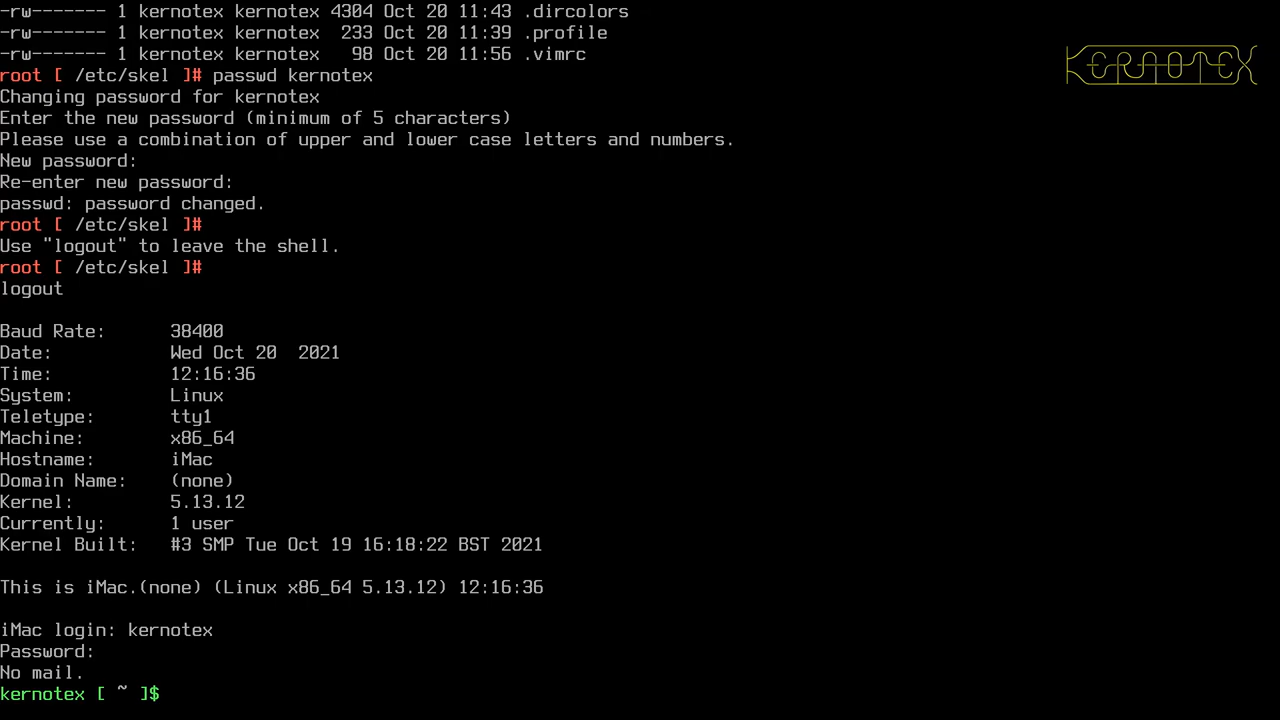 -rw------- 1 kernotex kernotex 4304 Oct 20 11:43 .dircolors
-rw------- 1 kernotex kernotex  233 Oct 20 11:39 .profile
-rw------- 1 kernotex kernotex   98 Oct 20 11:56 .vimrc
KERNOTEX
root [ /etc/skel ]# passwd kernotex
Changing password for kernotex
Enter the new password (minimum of 5 characters)
Please use a combination of upper and lower case letters and numbers.
New password:
Re-enter new password:
passwd: password changed.
root [ /etc/skel ]#
Use "logout" to leave the shell.
root [ /etc/skel ]#
logout
Baud Rate:      38400
Date:           Wed Oct 20  2021
Time:           12:16:36
System:         Linux
Teletype:       tty1
Machine:        x86_64
Hostname:       iMac
Domain Name:    (none)
Kernel:         5.13.12
Currently:      1 user
Kernel Built:   #3 SMP Tue Oct 19 16:18:22 BST 2021
This is iMac.(none) (Linux x86_64 5.13.12) 12:16:36
iMac login: kernotex
Password:
No mail.
kernotex [ ~ ]$